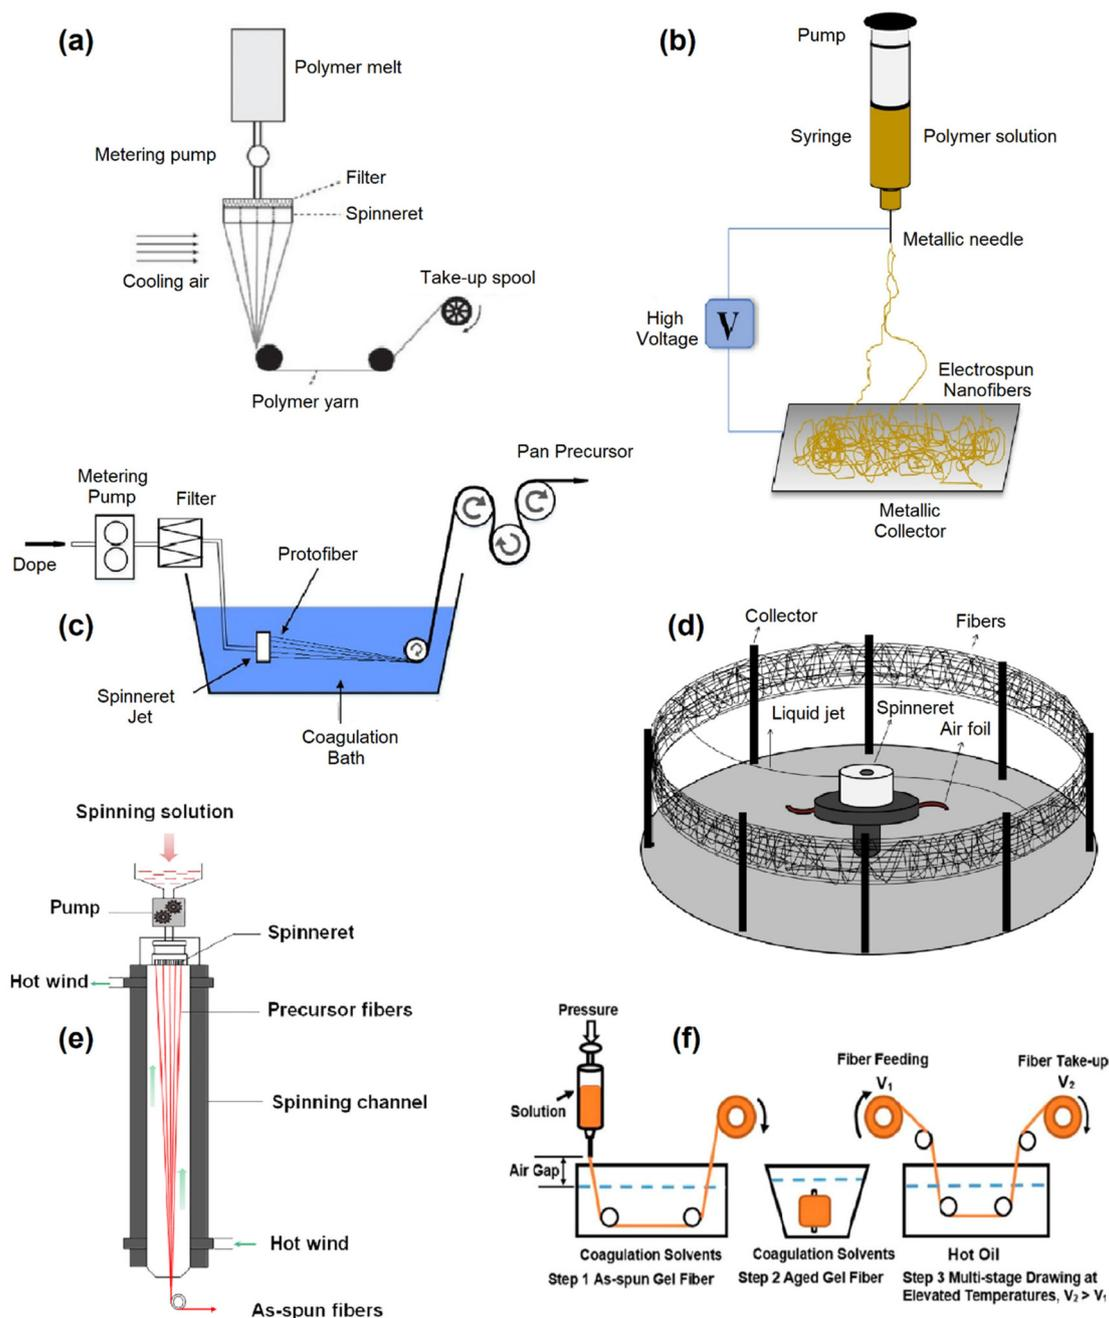 (a)
Polymer melt
Metering pump
Filter
Spinneret
Cooling air
Take-up spool
Polymer yarn
(b)
Pump
Syringe
Polymer solution
Metallic needle
High
Voltage
V
Electrospun
Nanofibers
Metallic
Collector
(c)
Metering
Pump
Filter
Dope
Pan Precursor
Protofiber
Spinneret
Jet
Coagulation
Bath
(d)
Collector
Fibers
Liquid jet
Spinneret
Air foil
(e)
Spinning solution
Pump
Spinneret
Hot wind
Precursor fibers
Spinning channel
Hot wind
As-spun fibers
(f)
Pressure
Solution
Air Gap
Coagulation Solvents
Step 1 As-spun Gel Fiber
Coagulation Solvents
Step 2 Aged Gel Fiber
Fiber Feeding
V₁
Fiber Take-up
V₂
Hot Oil
Step 3 Multi-stage Drawing at
Elevated Temperatures, V₂ > V₁